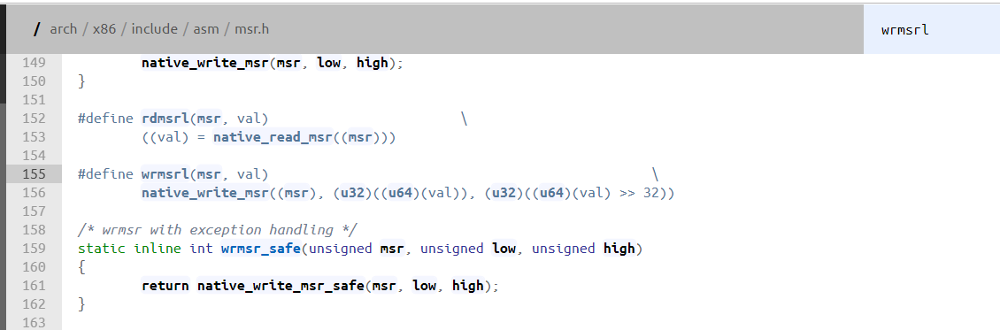 / arch / x86 / include / asm / msr.h
wrmsrl
149 native_write_msr(msr, low, high);
150 }
151
152 #define rdmsrl(msr, val) \
153 ((val) = native_read_msr((msr)))
154
155 #define wrmsrl(msr, val) \
156 native_write_msr((msr), (u32)((u64)(val)), (u32)((u64)(val) >> 32))
157
158 /* wrmsr with exception handling */
159 static inline int wrmsr_safe(unsigned msr, unsigned low, unsigned high)
160 {
161 return native_write_msr_safe(msr, low, high);
162 }
163